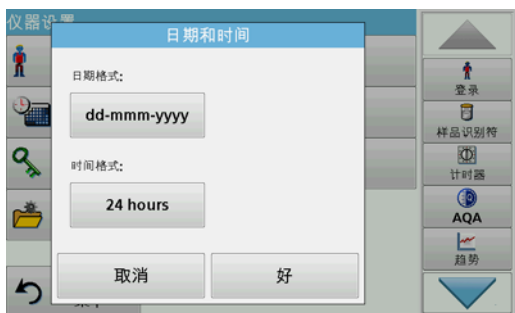 仪器设置
日期和时间
日期格式:
dd-mmm-yyyy
时间格式:
24 hours
取消
好
登录
样品识别符
计时器
AQA
趋势